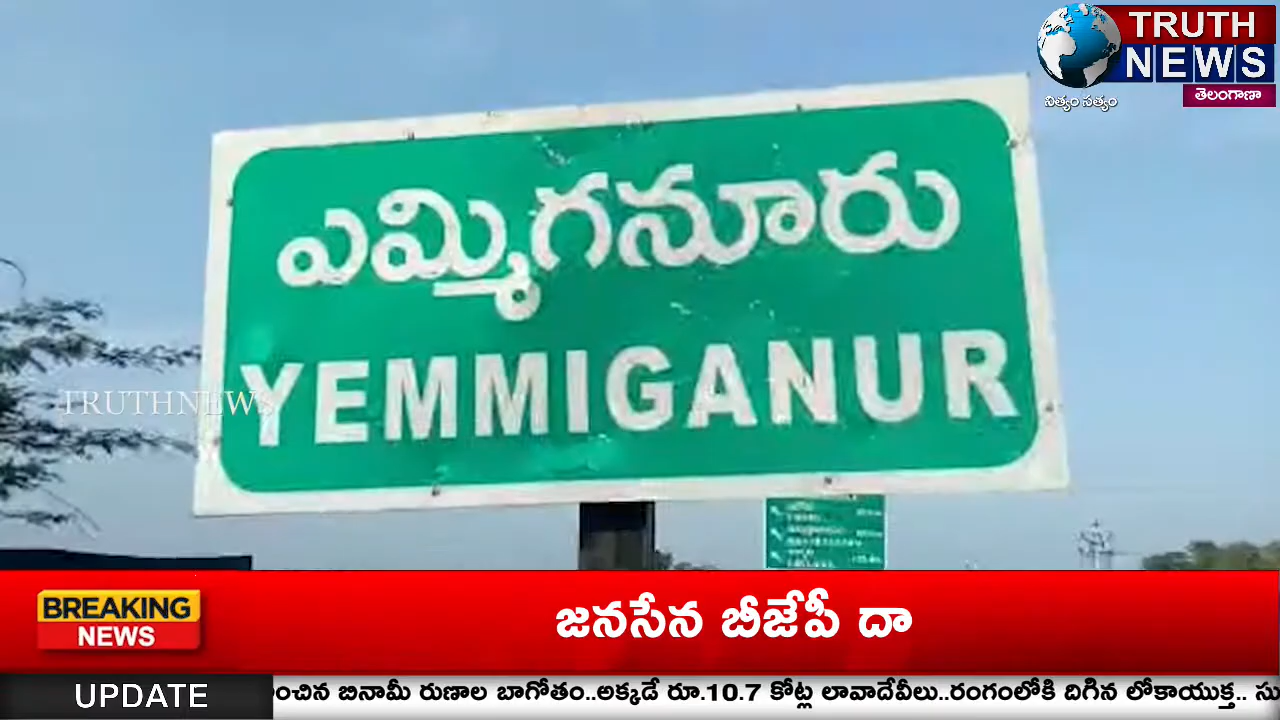 TRUTH
NEWS
నిత్యం సత్యం
తెలంగాణా
ఎమ్మిగనూరు
YEMMIGANUR
TRUTHNEWS
BREAKING
NEWS
జనసేన బీజేపీ దా
UPDATE
ంచిన బినామీ రుణాల బాగోతం..అక్కడే రూ.10.7 కోట్ల లావాదేవీలు..రంగంలోకి దిగిన లోకాయుక్త.. సు